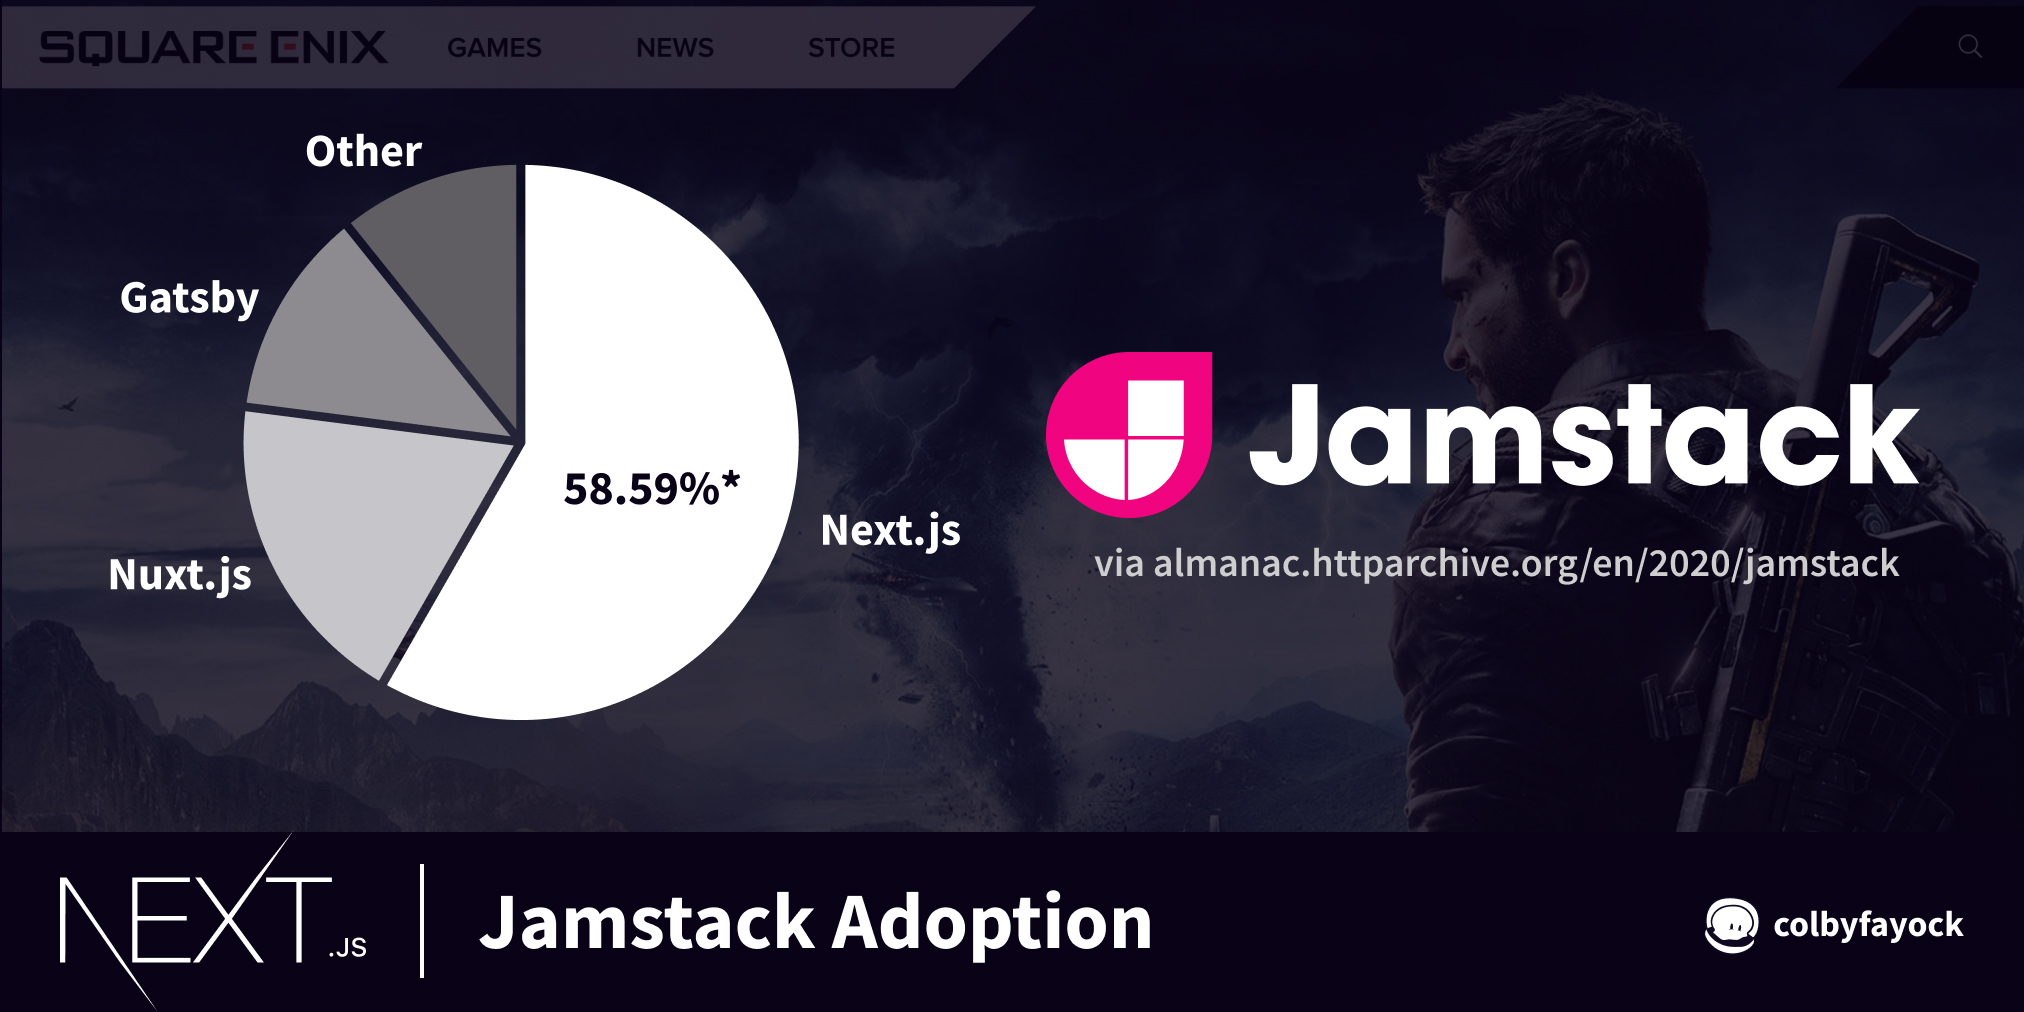 SQUARE ENIX GAMES NEWS STORE
Other
Gatsby
58.59%*
Next.js
Nuxt.js
Jamstack
via almanac.httparchive.org/en/2020/jamstack
NEXT.JS
Jamstack Adoption
colbyfayock